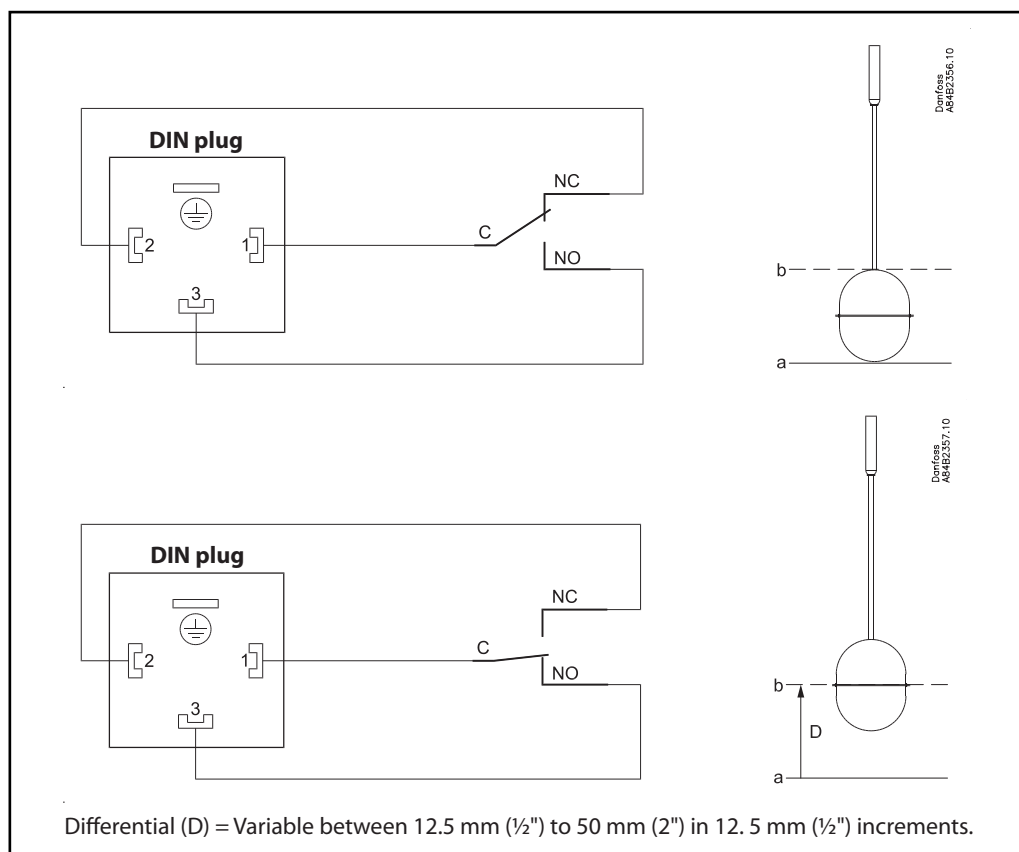 Danfoss
A84B2356.10
DIN plug
NC
C
2
1
NO
b
3
a
Danfoss
A84B2357.10
DIN plug
NC
C
2
1
NO
b
3
D
a
Differential (D) = Variable between 12.5 mm (½") to 50 mm (2") in 12. 5 mm (½") increments.